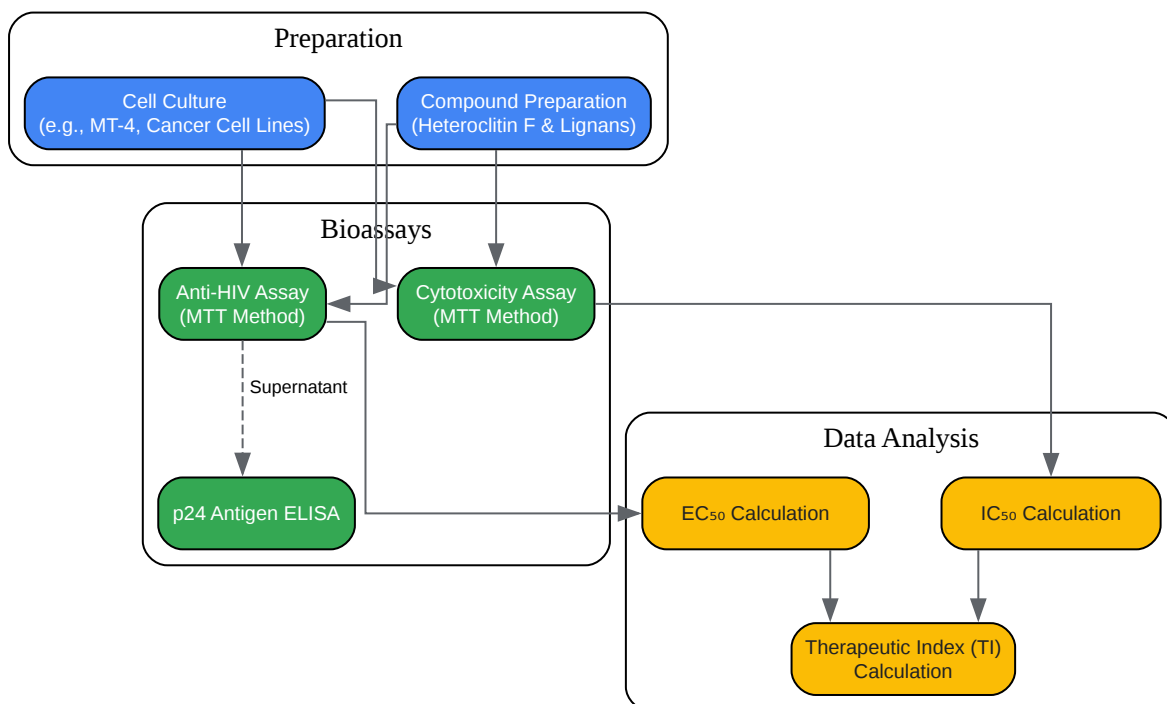 Preparation
Cell Culture
(e.g., MT-4, Cancer Cell Lines)
Compound Preparation
(Heteroclitin F & Lignans)
Bioassays
Anti-HIV Assay
(MTT Method)
Cytotoxicity Assay
(MTT Method)
Supernatant
p24 Antigen ELISA
Data Analysis
EC₅₀ Calculation
IC₅₀ Calculation
Therapeutic Index (TI)
Calculation